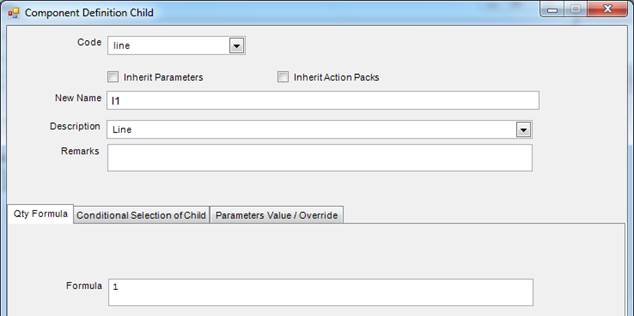 Component Definition Child
Code line
Inherit Parameters Inherit Action Packs
New Name l1
Description Line
Remarks
Qty Formula Conditional Selection of Child Parameters Value / Override
Formula 1